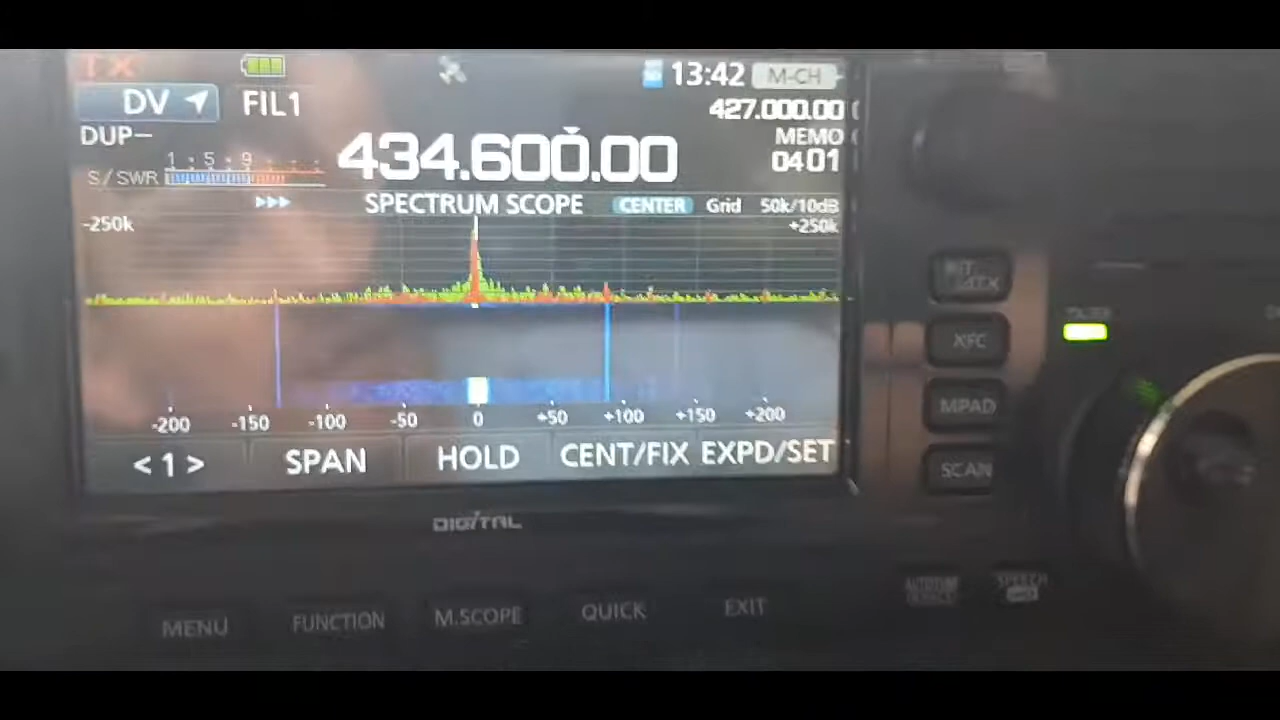 TX 13:42 M-CH
DV FIL1 427.000.00
DUP- 434.600.00 MEMO
1 5 9 04 01
S/SWR
SPECTRUM SCOPE CENTER Grid 50k/10dB
-250k +250k
-200 -150 -100 -50 0 +50 +100 +150 +200
< 1 > SPAN HOLD CENT/FIX EXPD/SET
XFC
MPAD
SCAN
DIGITAL
MENU FUNCTION M.SCOPE QUICK EXIT
SPEECH